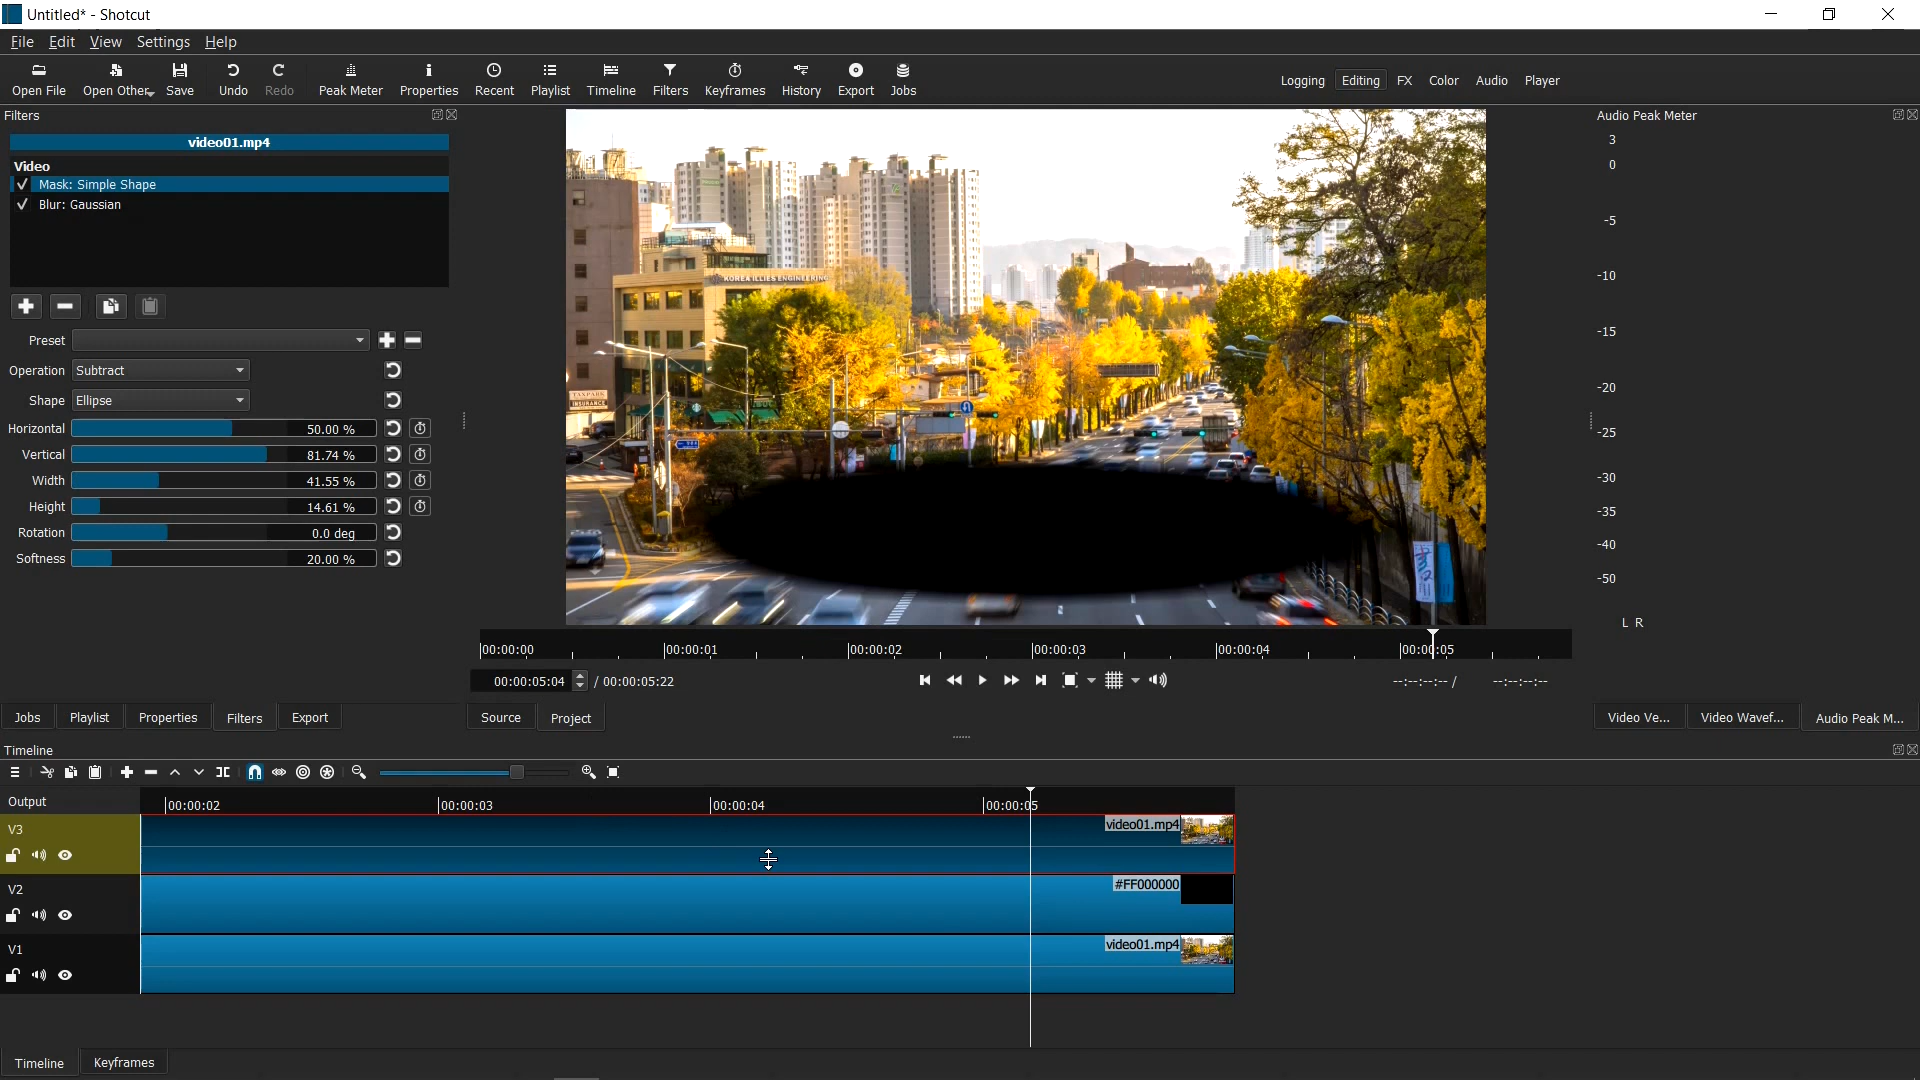 Untitled* - Shotcut
File Edit View Settings Help
Open File Open Other.. Save Undo Redo Peak Meter Properties Recent Playlist Timeline Filters Keyframes History Export Jobs
Logging Editing FX Color Audio Player
Filters
video01.mp4
Video
Mask: Simple Shape
Blur: Gaussian
Preset
Operation Subtract
Shape Ellipse
Horizontal 50.00 %
Vertical 81.74 %
Width 41.55 %
Height 14.61 %
Rotation 0.0 deg
Softness 20.00 %
KOREA ILLIES ENGINEERING
TAXPARK
INSURANCE
Audio Peak Meter
3
0
-5
-10
-15
-20
-25
-30
-35
-40
-50
L R
00:00:00 00:00:01 00:00:02 00:00:03 00:00:04 00:00:05
00:00:05:04 / 00:00:05:22
--:--:--:-- / --:--:--:--
Jobs Playlist Properties Filters Export
Source Project
Video Ve... Video Wavef... Audio Peak M...
Timeline
Output
00:00:02 00:00:03 00:00:04 00:00:05
V3
video01.mp4
V2
#FF000000
V1
video01.mp4
Timeline Keyframes